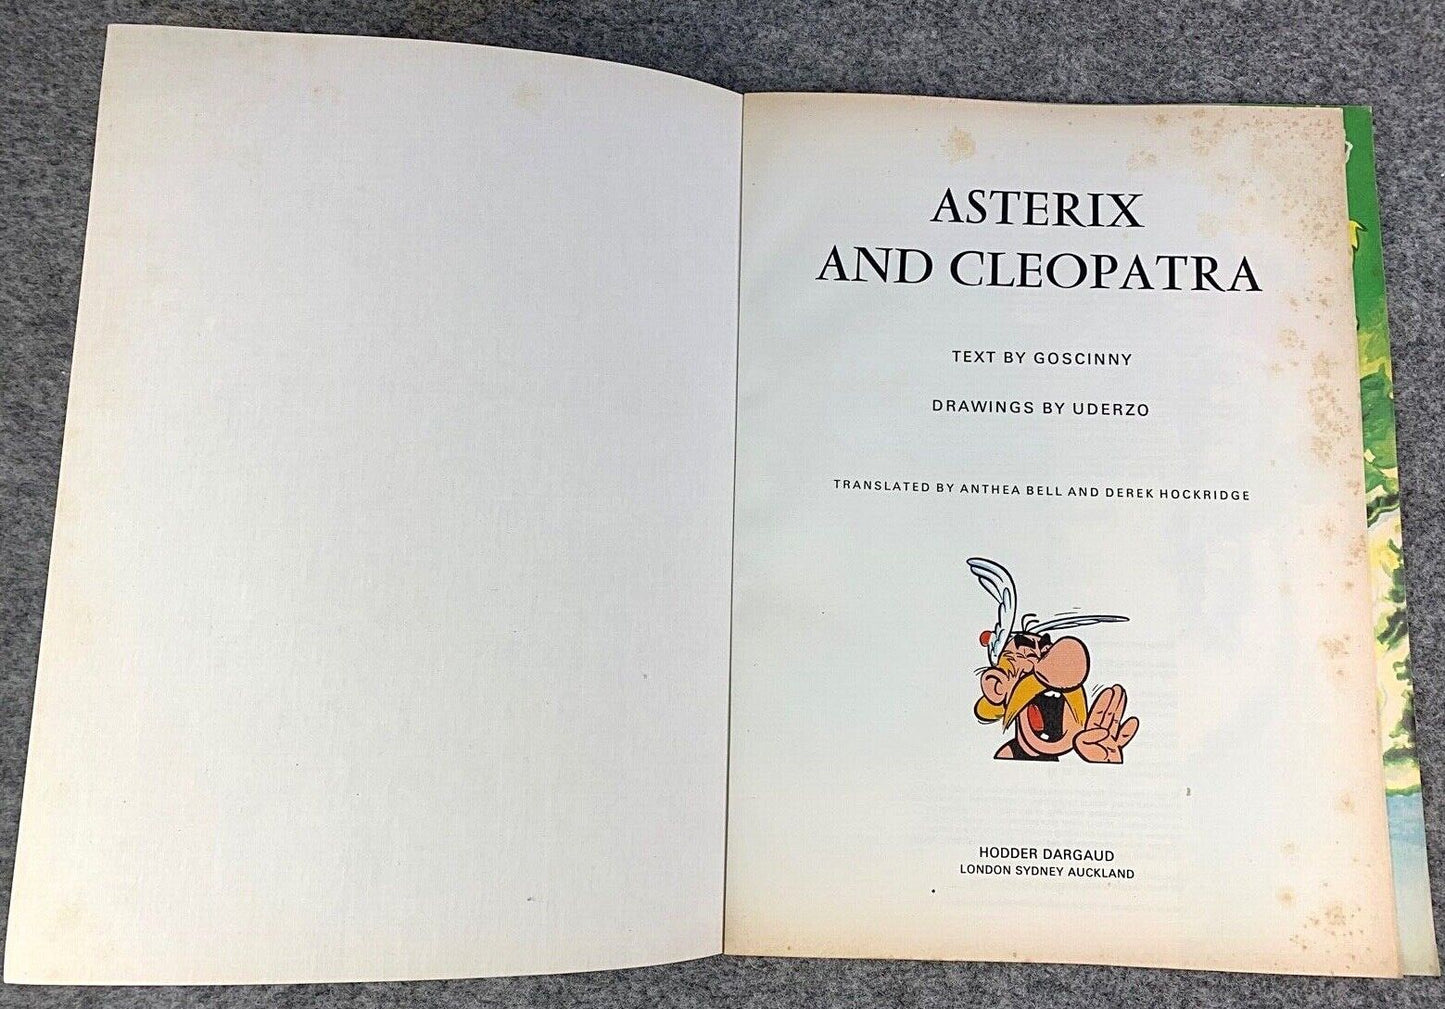 ASTERIX
AND CLEOPATRA
TEXT BY GOSCINNY
DRAWINGS BY UDERZO
TRANSLATED BY ANTHEA BELL AND DEREK HOCKRIDGE
HODDER DARGAUD
LONDON SYDNEY AUCKLAND